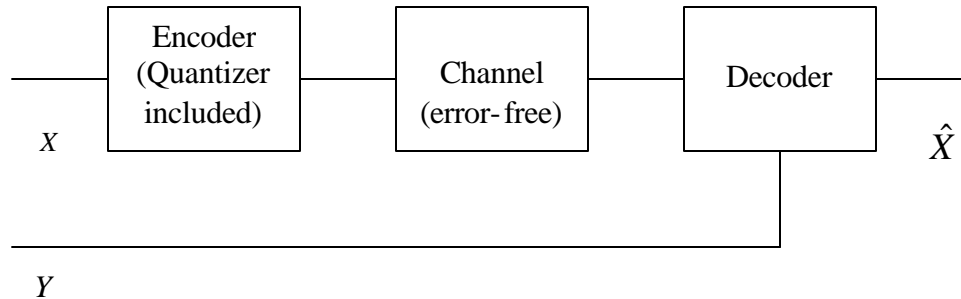 Encoder
(Quantizer
included)
Channel
(error-free)
Decoder
X
X̂
Y